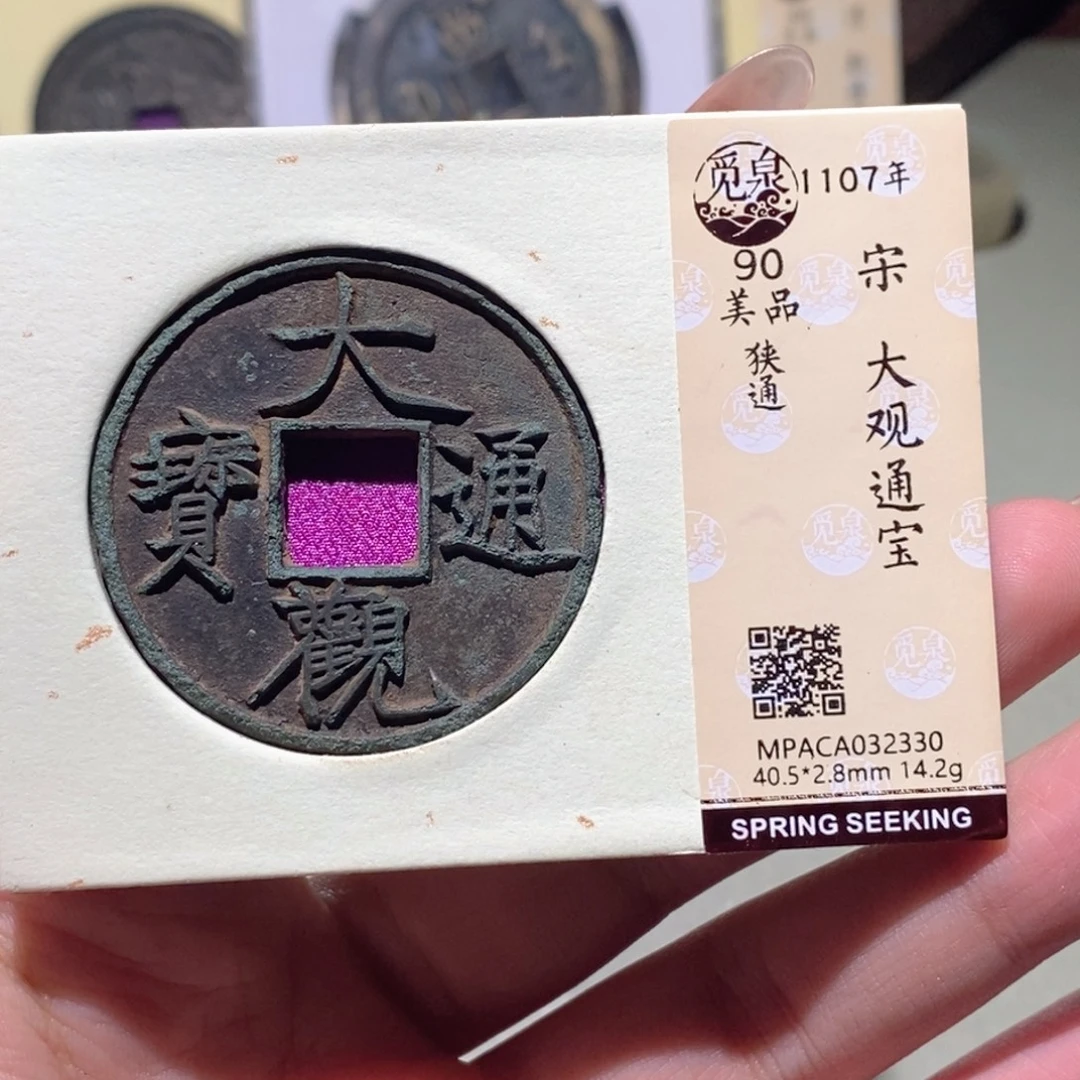 大
觀
通
寶
觅泉
1107年
90
美品
狭通
宋
大观通宝
MPACA032330
40.5*2.8mm 14.2g
SPRING SEEKING